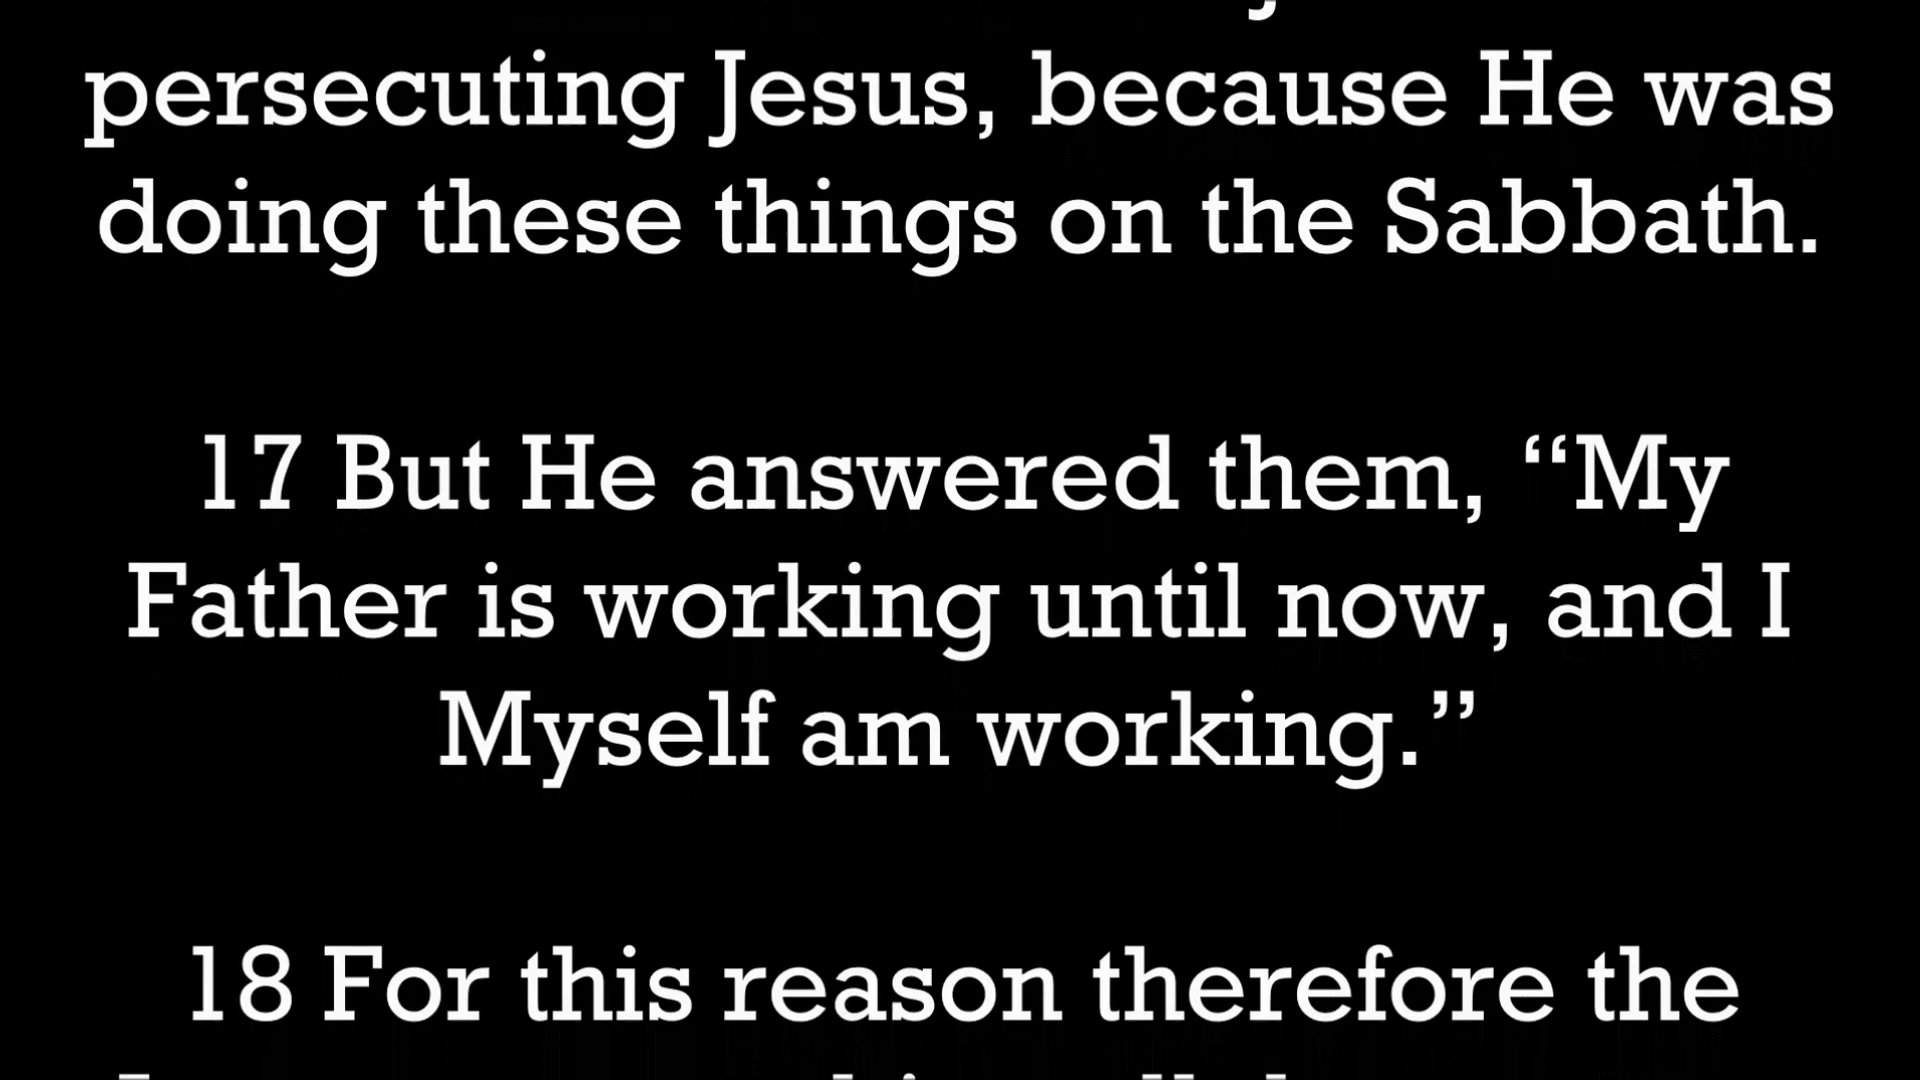 persecuting Jesus, because He was
doing these things on the Sabbath.
17 But He answered them, “My
Father is working until now, and I
Myself am working.”
18 For this reason therefore the